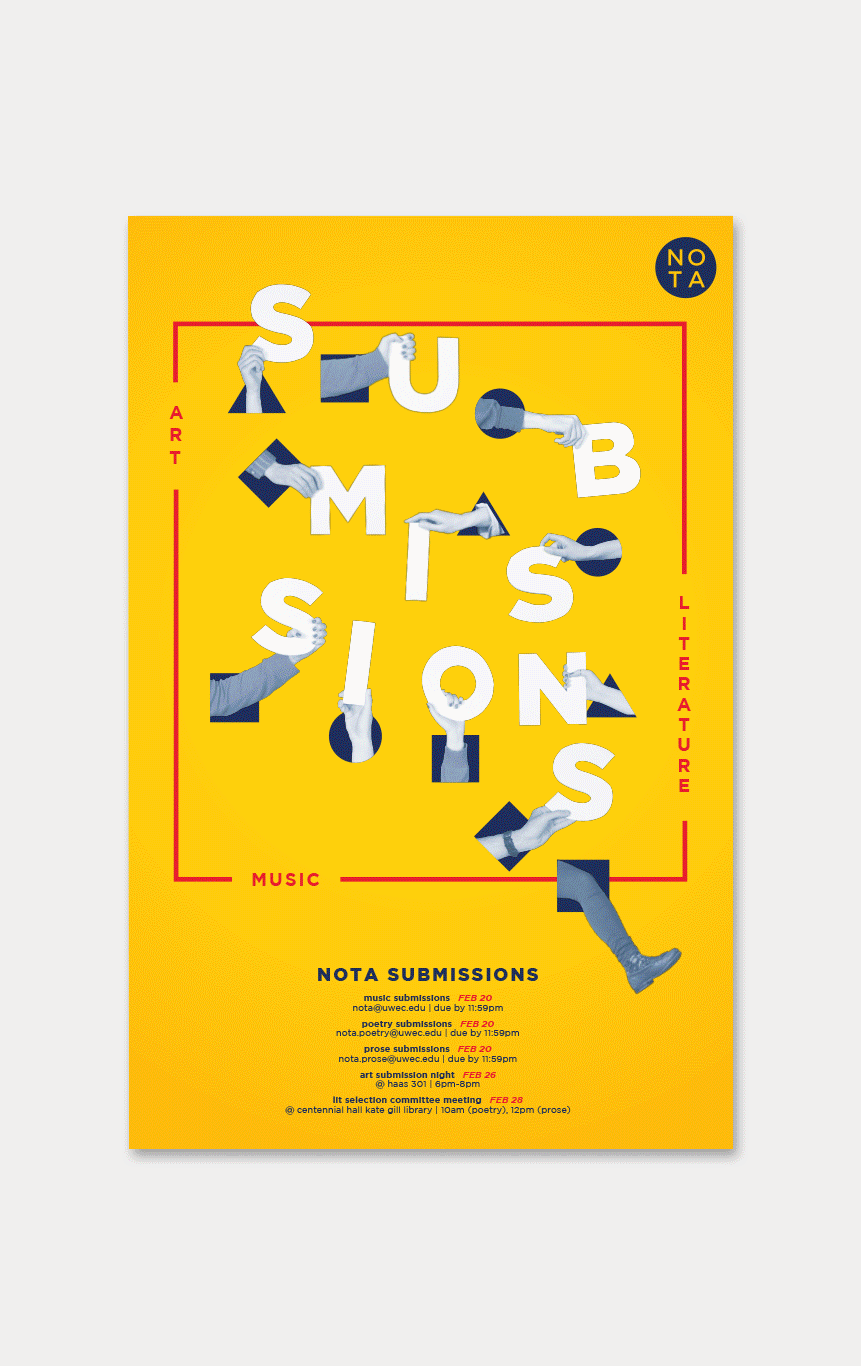 NO
TA
SUBMISSIONS
ART
LITERATURE
MUSIC
NOTA SUBMISSIONS
music submissions FEB 20
nota@uwec.edu | due by 11:59pm
poetry submissions FEB 20
nota.poetry@uwec.edu | due by 11:59pm
prose submissions FEB 20
nota.prose@uwec.edu | due by 11:59pm
art submission night FEB 26
@ haas 301 | 6pm-8pm
lit selection committee meeting FEB 28
@ centennial hall kate gill library | 10am (poetry), 12pm (prose)